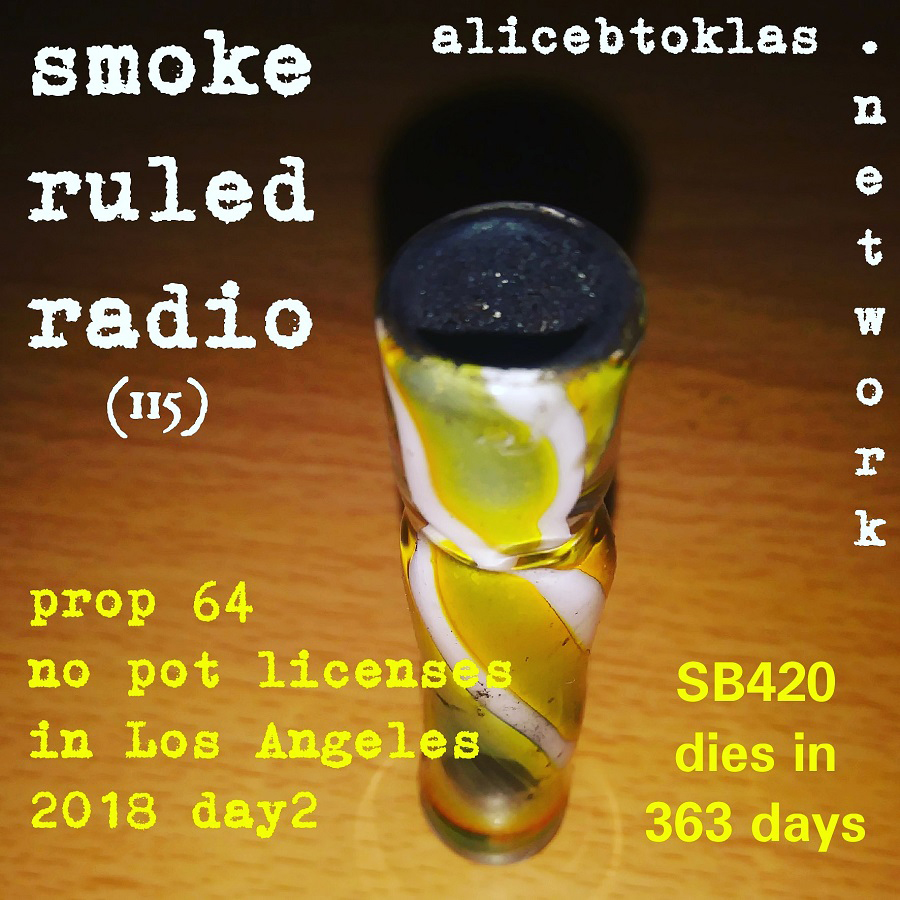 smoke
ruled
radio
(115)
alicebtoklas.network
prop 64
no pot licenses
in Los Angeles
2018 day2
SB420
dies in
363 days